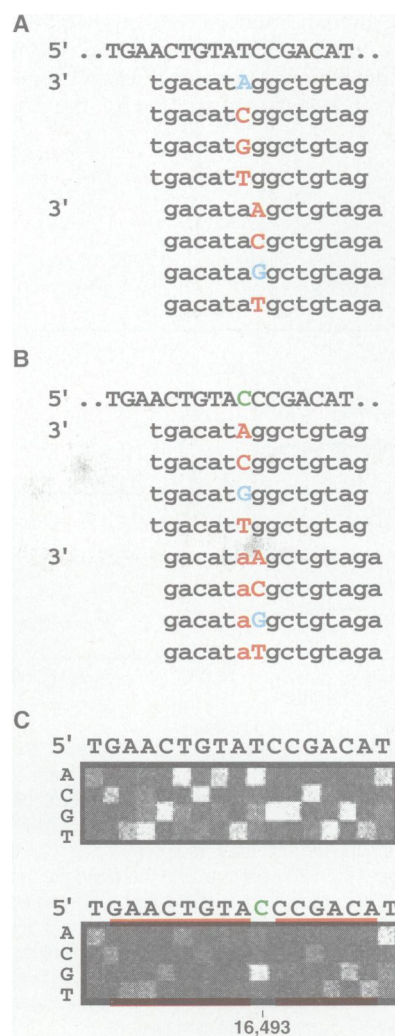 A
5' ..TGAACTGTATCCGACAT..
3' tgacatAggctgtag
tgacatCggctgtag
tgacatGggctgtag
tgacatTggctgtag
3' gacataAgctgtaga
gacataCgctgtaga
gacataGgctgtaga
gacataTgctgtaga
B
5' ..TGAACTGTACCCGACAT..
3' tgacatAggctgtag
tgacatCggctgtag
tgacatGggctgtag
tgacatTggctgtag
3' gacataAgctgtaga
gacataCgctgtaga
gacataGgctgtaga
gacataTgctgtaga
C
5' TGAACTGTATCCGACAT
A
C
G
T
5' TGAACTGTACCCGACAT
A
C
G
T
16,493